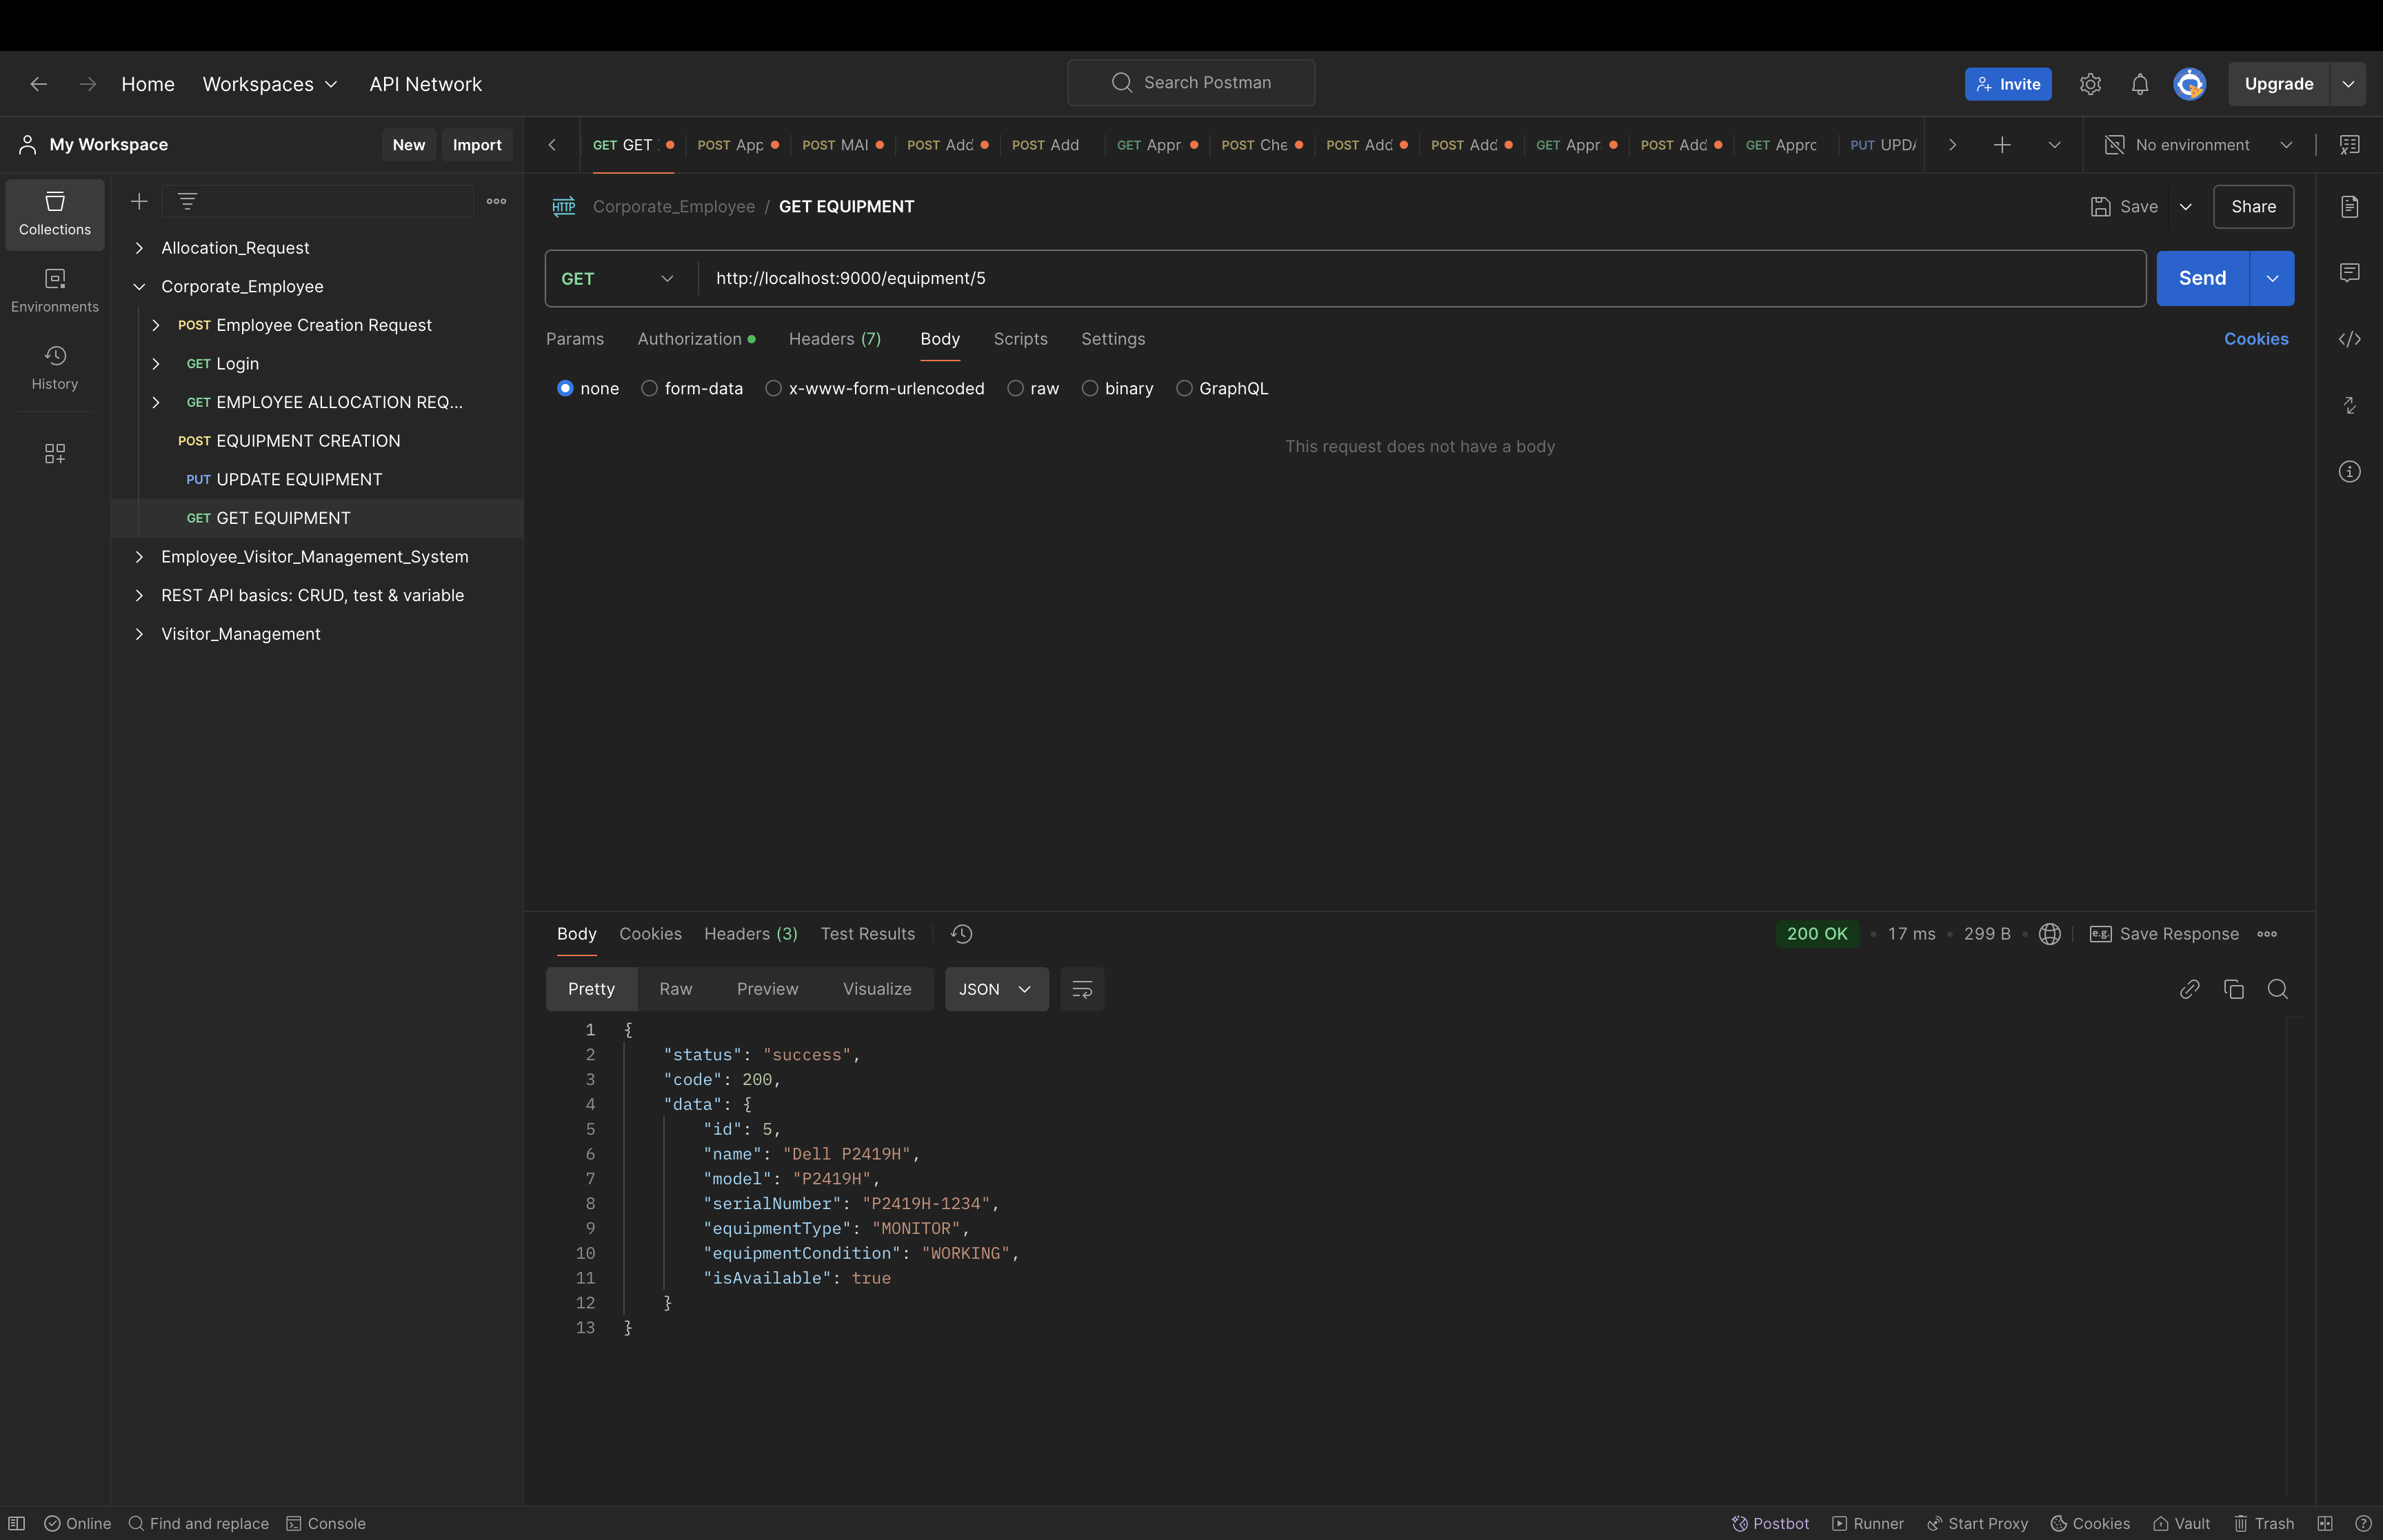 Home Workspaces API Network
Search Postman
Invite
Upgrade
My Workspace New Import
GET GET POST App POST MAI POST Add POST Add GET Appr POST Che POST Add POST Add GET Appr POST Add GET Appro PUT UPDA
No environment
Collections
Environments
History
Allocation_Request
Corporate_Employee
POST Employee Creation Request
GET Login
GET EMPLOYEE ALLOCATION REQ...
POST EQUIPMENT CREATION
PUT UPDATE EQUIPMENT
GET GET EQUIPMENT
Employee_Visitor_Management_System
REST API basics: CRUD, test & variable
Visitor_Management
HTTP Corporate_Employee / GET EQUIPMENT
Save Share
GET http://localhost:9000/equipment/5
Send
Params Authorization Headers (7) Body Scripts Settings
Cookies
none form-data x-www-form-urlencoded raw binary GraphQL
This request does not have a body
Body Cookies Headers (3) Test Results
200 OK • 17 ms • 299 B • e.g. Save Response
Pretty Raw Preview Visualize JSON
1 {
2 "status": "success",
3 "code": 200,
4 "data": {
5 "id": 5,
6 "name": "Dell P2419H",
7 "model": "P2419H",
8 "serialNumber": "P2419H-1234",
9 "equipmentType": "MONITOR",
10 "equipmentCondition": "WORKING",
11 "isAvailable": true
12 }
13 }
Online Find and replace Console
Postbot Runner Start Proxy Cookies Vault Trash